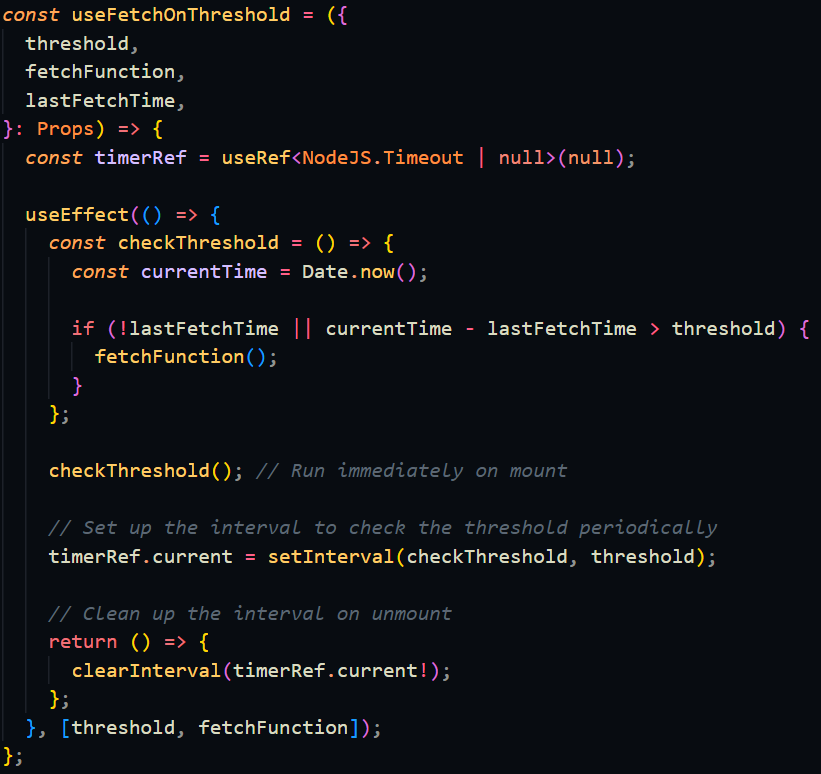 const useFetchOnThreshold = ({
  threshold,
  fetchFunction,
  lastFetchTime,
}: Props) => {
  const timerRef = useRef<NodeJS.Timeout | null>(null);

  useEffect(() => {
    const checkThreshold = () => {
      const currentTime = Date.now();

      if (!lastFetchTime || currentTime - lastFetchTime > threshold) {
        fetchFunction();
      }
    };

    checkThreshold(); // Run immediately on mount

    // Set up the interval to check the threshold periodically
    timerRef.current = setInterval(checkThreshold, threshold);

    // Clean up the interval on unmount
    return () => {
      clearInterval(timerRef.current!);
    };
  }, [threshold, fetchFunction]);
};